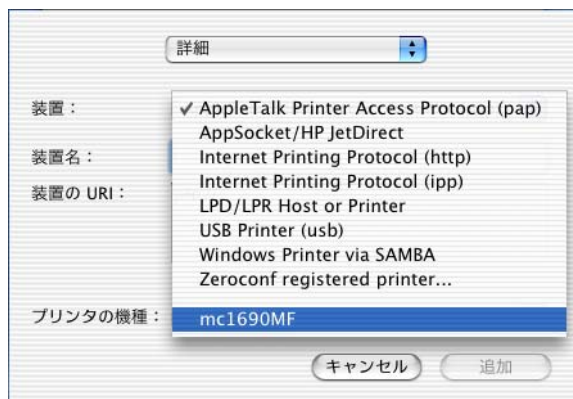 詳細
装置：
✓ AppleTalk Printer Access Protocol (pap)
AppSocket/HP JetDirect
装置名：
Internet Printing Protocol (http)
Internet Printing Protocol (ipp)
装置の URI：
LPD/LPR Host or Printer
USB Printer (usb)
Windows Printer via SAMBA
Zeroconf registered printer...
プリンタの機種：
mc1690MF
キャンセル
追加